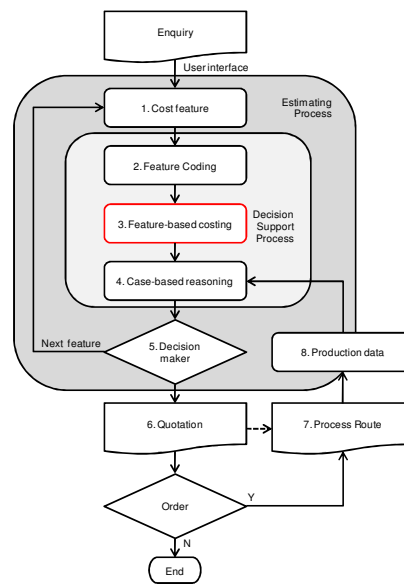 Enquiry
User interface
Estimating
Process
1. Cost feature
2. Feature Coding
3. Feature-based costing
Decision
Support
Process
4. Case-based reasoning
Next feature
5. Decision
maker
8. Production data
6. Quotation
7. Process Route
Order
Y
N
End